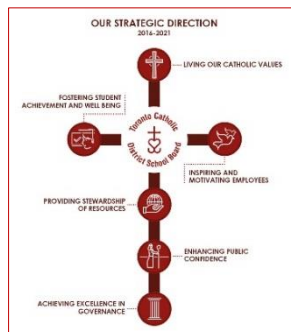 OUR STRATEGIC DIRECTION
2016-2021
LIVING OUR CATHOLIC VALUES
FOSTERING STUDENT
ACHIEVEMENT AND WELL BEING
Toronto Catholic
District School Board
INSPIRING AND
MOTIVATING EMPLOYEES
PROVIDING STEWARDSHIP
OF RESOURCES
ENHANCING PUBLIC
CONFIDENCE
ACHIEVING EXCELLENCE IN
GOVERNANCE